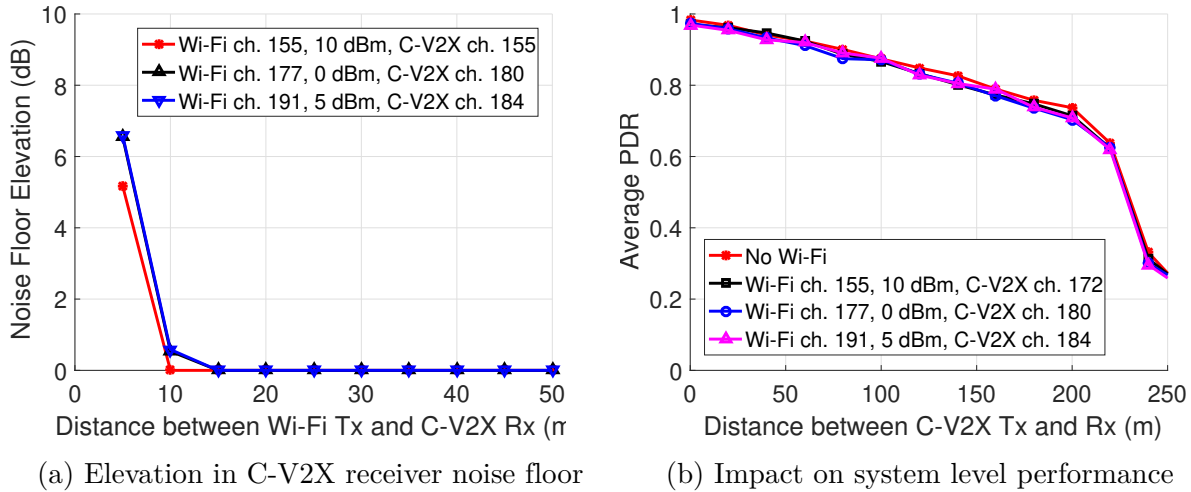 Noise Floor Elevation (dB)
10
8
6
4
2
0
Wi-Fi ch. 155, 10 dBm, C-V2X ch. 155
Wi-Fi ch. 177, 0 dBm, C-V2X ch. 180
Wi-Fi ch. 191, 5 dBm, C-V2X ch. 184
0 10 20 30 40 50
Distance between Wi-Fi Tx and C-V2X Rx (m
(a) Elevation in C-V2X receiver noise floor
Average PDR
1
0.8
0.6
0.4
0.2
0
No Wi-Fi
Wi-Fi ch. 155, 10 dBm, C-V2X ch. 172
Wi-Fi ch. 177, 0 dBm, C-V2X ch. 180
Wi-Fi ch. 191, 5 dBm, C-V2X ch. 184
0 50 100 150 200 250
Distance between C-V2X Tx and Rx (m)
(b) Impact on system level performance